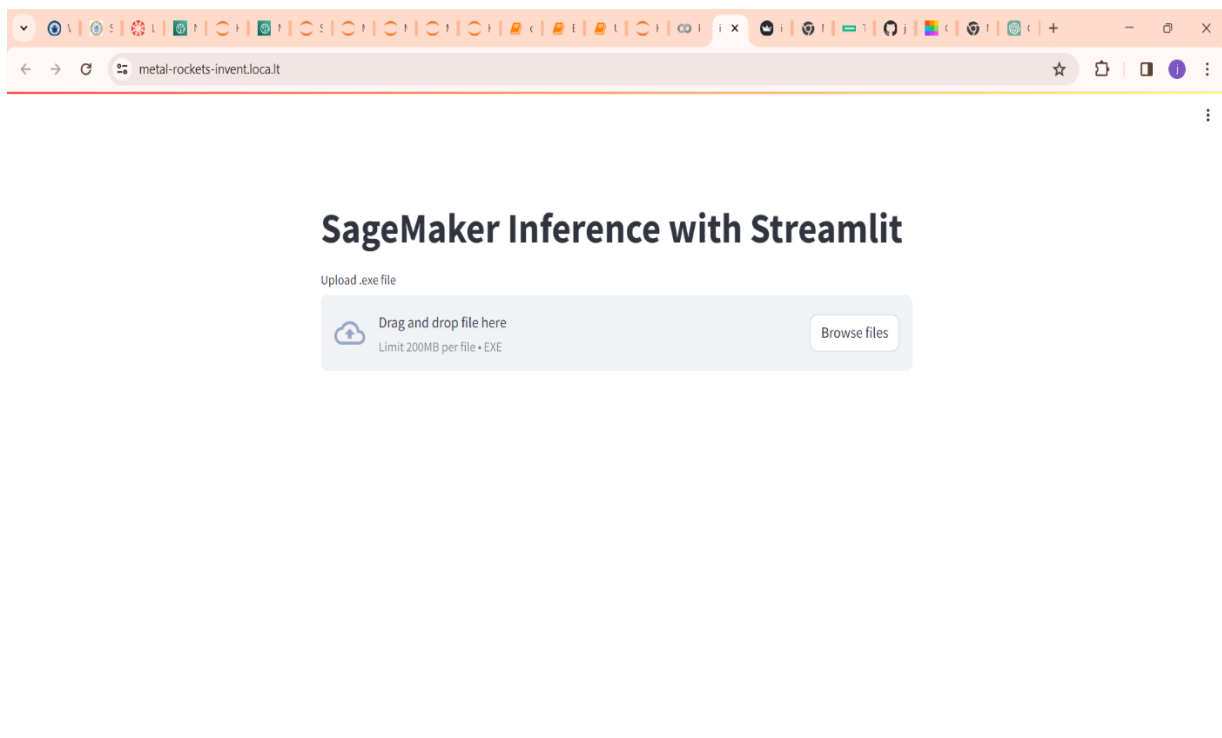 metal-rockets-invent.loca.lt
SageMaker Inference with Streamlit
Upload .exe file
Drag and drop file here
Limit 200MB per file • EXE
Browse files